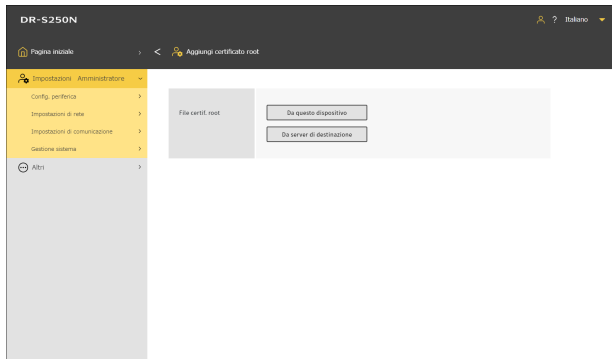 DR-S250N
? Italiano
Pagina iniziale
Aggiungi certificato root
Impostazioni Amministratore
Config. periferica
Impostazioni di rete
Impostazioni di comunicazione
Gestione sistema
Altri
File certif. root
Da questo dispositivo
Da server di destinazione